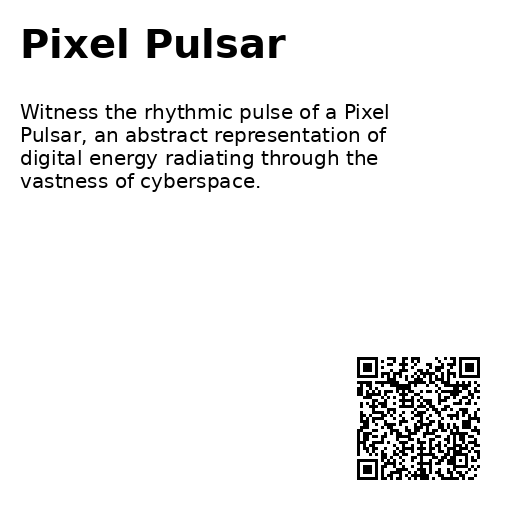 Pixel Pulsar
Witness the rhythmic pulse of a Pixel
Pulsar, an abstract representation of
digital energy radiating through the
vastness of cyberspace.